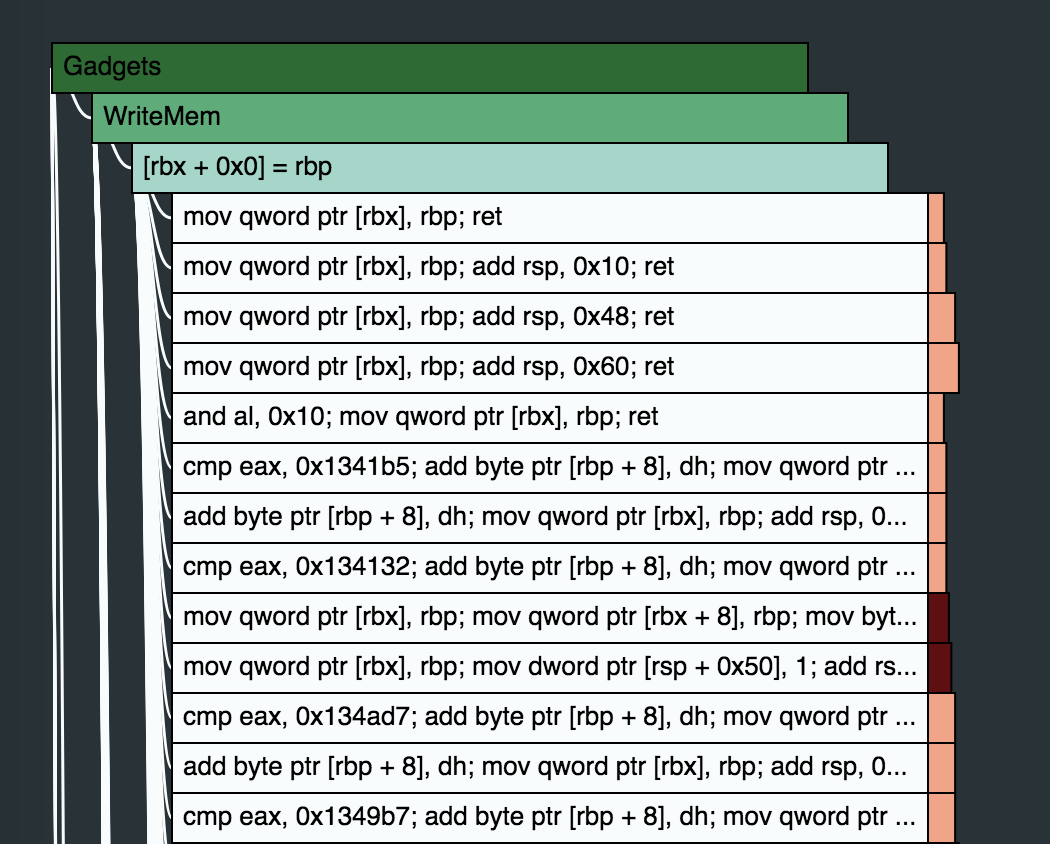 Gadgets
WriteMem
[rbx + 0x0] = rbp
mov qword ptr [rbx], rbp; ret
mov qword ptr [rbx], rbp; add rsp, 0x10; ret
mov qword ptr [rbx], rbp; add rsp, 0x48; ret
mov qword ptr [rbx], rbp; add rsp, 0x60; ret
and al, 0x10; mov qword ptr [rbx], rbp; ret
cmp eax, 0x1341b5; add byte ptr [rbp + 8], dh; mov qword ptr ...
add byte ptr [rbp + 8], dh; mov qword ptr [rbx], rbp; add rsp, 0...
cmp eax, 0x134132; add byte ptr [rbp + 8], dh; mov qword ptr ...
mov qword ptr [rbx], rbp; mov qword ptr [rbx + 8], rbp; mov byt...
mov qword ptr [rbx], rbp; mov dword ptr [rsp + 0x50], 1; add rs...
cmp eax, 0x134ad7; add byte ptr [rbp + 8], dh; mov qword ptr ...
add byte ptr [rbp + 8], dh; mov qword ptr [rbx], rbp; add rsp, 0...
cmp eax, 0x1349b7; add byte ptr [rbp + 8], dh; mov qword ptr ...